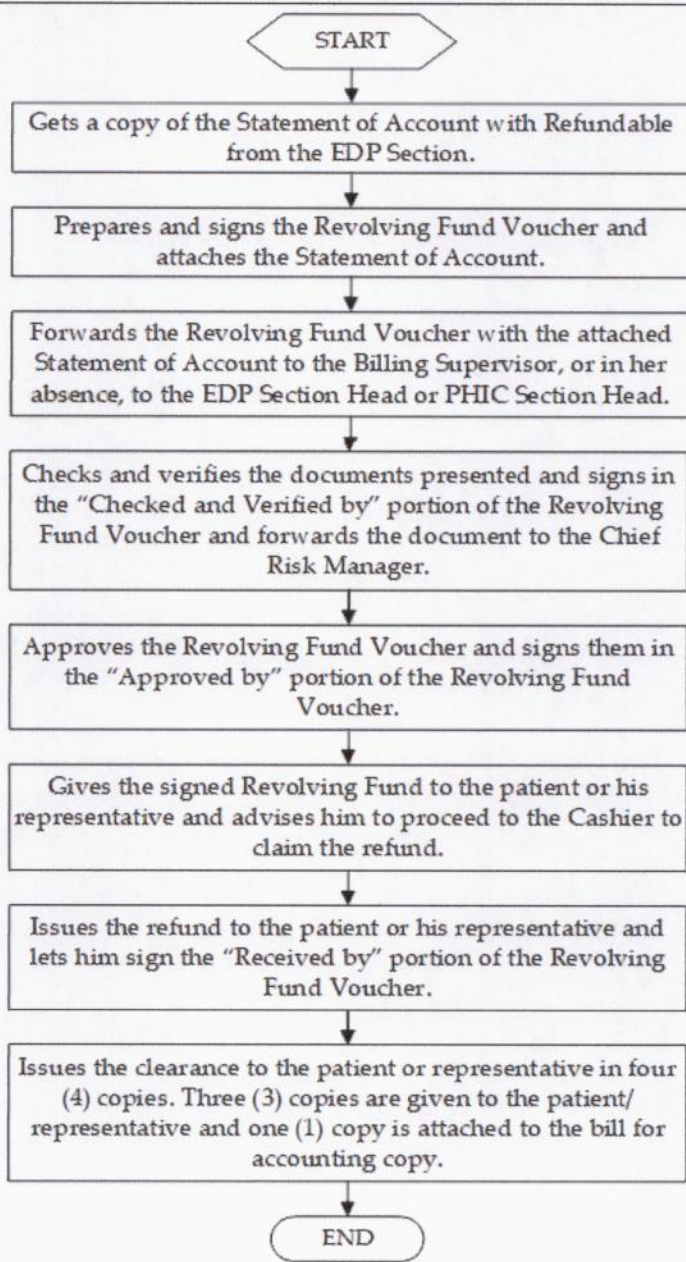 START
Gets a copy of the Statement of Account with Refundable
from the EDP Section.
Prepares and signs the Revolving Fund Voucher and
attaches the Statement of Account.
Forwards the Revolving Fund Voucher with the attached
Statement of Account to the Billing Supervisor, or in her
absence, to the EDP Section Head or PHIC Section Head.
Checks and verifies the documents presented and signs in
the “Checked and Verified by” portion of the Revolving
Fund Voucher and forwards the document to the Chief
Risk Manager.
Approves the Revolving Fund Voucher and signs them in
the “Approved by” portion of the Revolving Fund
Voucher.
Gives the signed Revolving Fund to the patient or his
representative and advises him to proceed to the Cashier to
claim the refund.
Issues the refund to the patient or his representative and
lets him sign the “Received by” portion of the Revolving
Fund Voucher.
Issues the clearance to the patient or representative in four
(4) copies. Three (3) copies are given to the patient/
representative and one (1) copy is attached to the bill for
accounting copy.
END